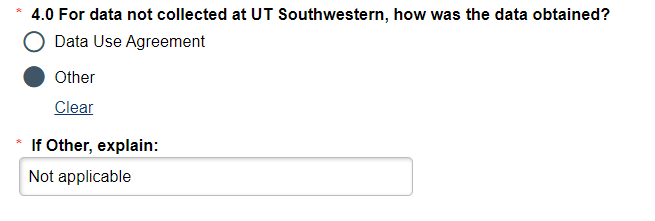 * 4.0 For data not collected at UT Southwestern, how was the data obtained?
Data Use Agreement
Other
Clear
* If Other, explain:
Not applicable